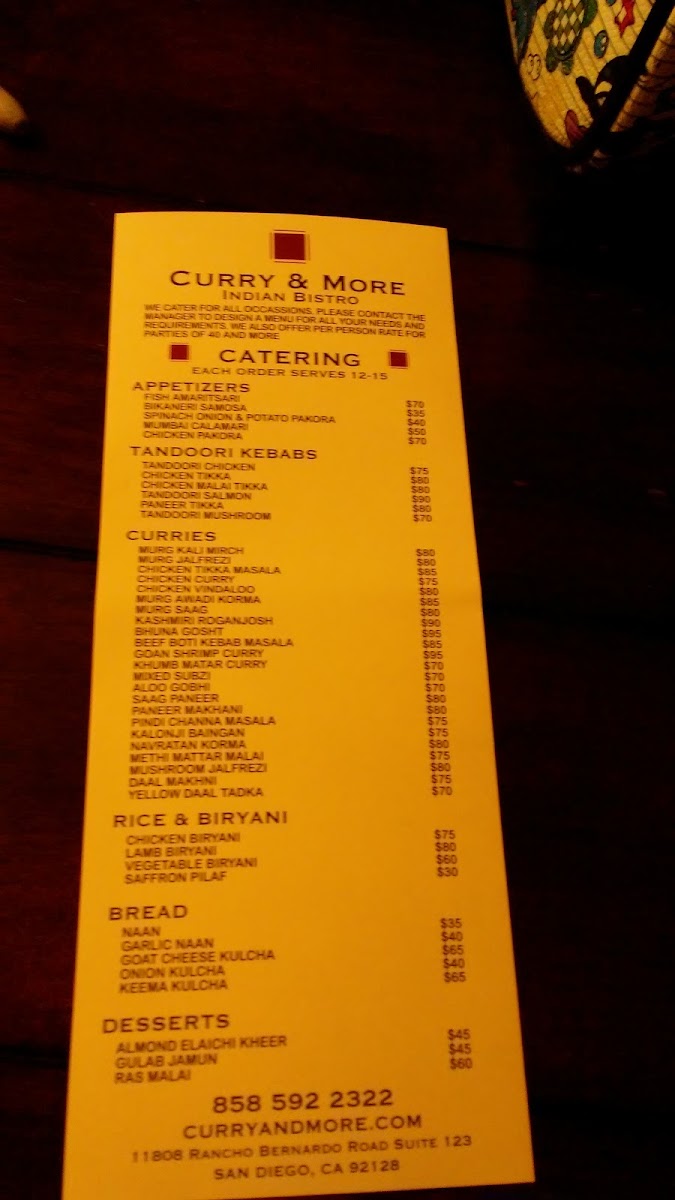 CURRY & MORE
INDIAN BISTRO
WE CATER FOR ALL OCCASSIONS, PLEASE CONTACT THE
MANAGER TO DESIGN A MENU FOR ALL YOUR NEEDS AND
REQUIREMENTS, WE ALSO OFFER PER PERSON RATE FOR
PARTIES OF 40 AND MORE
CATERING
EACH ORDER SERVES 12-15
APPETIZERS
FISH AMARITSARI $70
BIKANERI SAMOSA $35
SPINACH ONION & POTATO PAKORA $40
MUMBAI CALAMARI $50
CHICKEN PAKORA $70
TANDOORI KEBABS
TANDOORI CHICKEN $75
CHICKEN TIKKA $80
CHICKEN MALAI TIKKA $80
TANDOORI SALMON $90
PANEER TIKKA $80
TANDOORI MUSHROOM $70
CURRIES
MURG KALI MIRCH $80
MURG JALFREZI $80
CHICKEN TIKKA MASALA $85
CHICKEN CURRY $75
CHICKEN VINDALOO $80
MURG AWADI KORMA $85
MURG SAAG $80
KASHMIRI ROGANJOSH $90
BHUNA GOSHT $95
BEEF BOTI KEBAB MASALA $85
GOAN SHRIMP CURRY $95
KHUMB MATAR CURRY $70
MIXED SUBZI $70
ALOO GOBHI $70
SAAG PANEER $80
PANEER MAKHANI $80
PINDI CHANNA MASALA $75
KALONJI BAINGAN $75
NAVRATAN KORMA $80
METHI MATTAR MALAI $75
MUSHROOM JALFREZI $80
DAAL MAKHNI $75
YELLOW DAAL TADKA $70
RICE & BIRYANI
CHICKEN BIRYANI $75
LAMB BIRYANI $80
VEGETABLE BIRYANI $60
SAFFRON PILAF $30
BREAD
NAAN $35
GARLIC NAAN $40
GOAT CHEESE KULCHA $65
ONION KULCHA $40
KEEMA KULCHA $65
DESSERTS
ALMOND ELAICHI KHEER $45
GULAB JAMUN $45
RAS MALAI $60
858 592 2322
CURRYANDMORE.COM
11808 RANCHO BERNARDO ROAD SUITE 123
SAN DIEGO, CA 92128